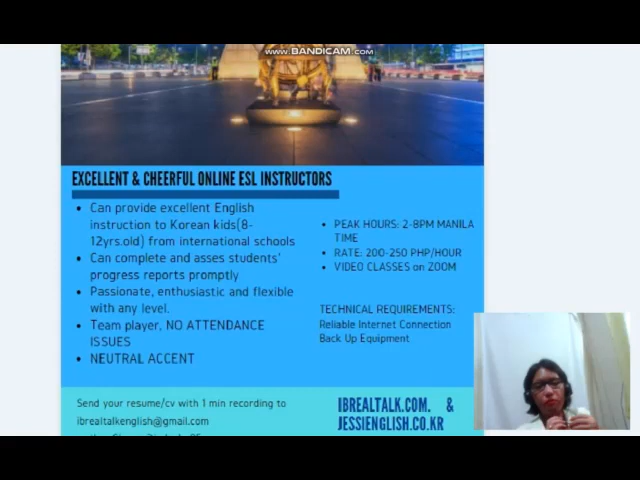 WWW.BANDICAM.COM
EXCELLENT & CHEERFUL ONLINE ESL INSTRUCTORS
Can provide excellent English
instruction to Korean kids(8-
12yrs.old) from international schools
Can complete and asses students'
progress reports promptly
Passionate, enthusiastic and flexible
with any level.
Team player, NO ATTENDANCE
ISSUES
NEUTRAL ACCENT
PEAK HOURS: 2-8PM MANILA
TIME
RATE: 200-250 PHP/HOUR
VIDEO CLASSES on ZOOM
TECHNICAL REQUIREMENTS:
Reliable Internet Connection
Back Up Equipment
Send your resume/cv with 1 min recording to
ibrealtalkenglish@gmail.com
IBREALTALK.COM. &
JESSIENGLISH.CO.KR